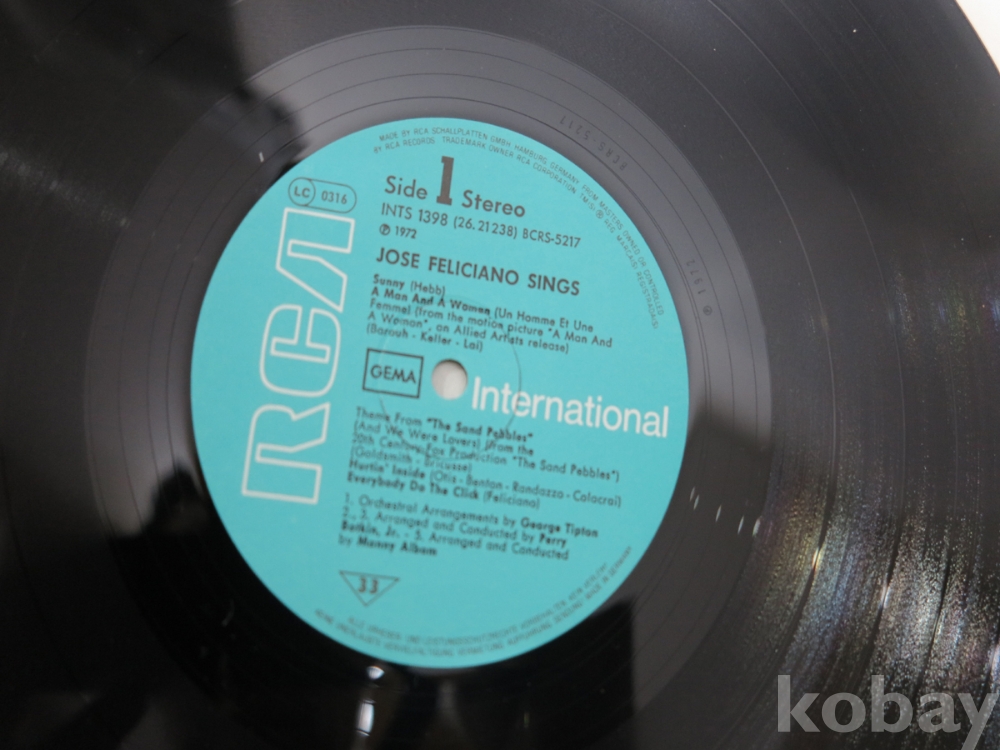 MADE BY RCA SCHALLPLATTEN GMBH, HAMBURG, GERMANY, FROM MASTERS OWNED OR CONTROLLED
BY RCA RECORDS · TRADEMARK OWNER RCA CORPORATION
LC 0316
Side 1 Stereo
INTS 1398 (26.21238) BCRS-5217
℗ 1972
JOSE FELICIANO SINGS
Sunny (Hebb)
A Man And A Woman (Un Homme Et Une
Femme) (from the motion picture "A Man And
A Woman", an Allied Artists release)
(Barouh - Keller - Lai)
RCA
GEMA
International
Theme From "The Sand Pebbles"
(And We Were Lovers) (from the
20th Century-Fox Production "The Sand Pebbles")
(Goldsmith - Bricusse)
Hurtin' Inside (Otis - Benton - Randazzo - Colacrai)
Everybody Do The Click (Feliciano)
1. Orchestral Arrangements by George Tipton
2., 3. Arranged and Conducted by Perry
Botkin, Jr. - 5. Arranged and Conducted
by Manny Albam
33
BCRS-5217
℗ 1972
kobay